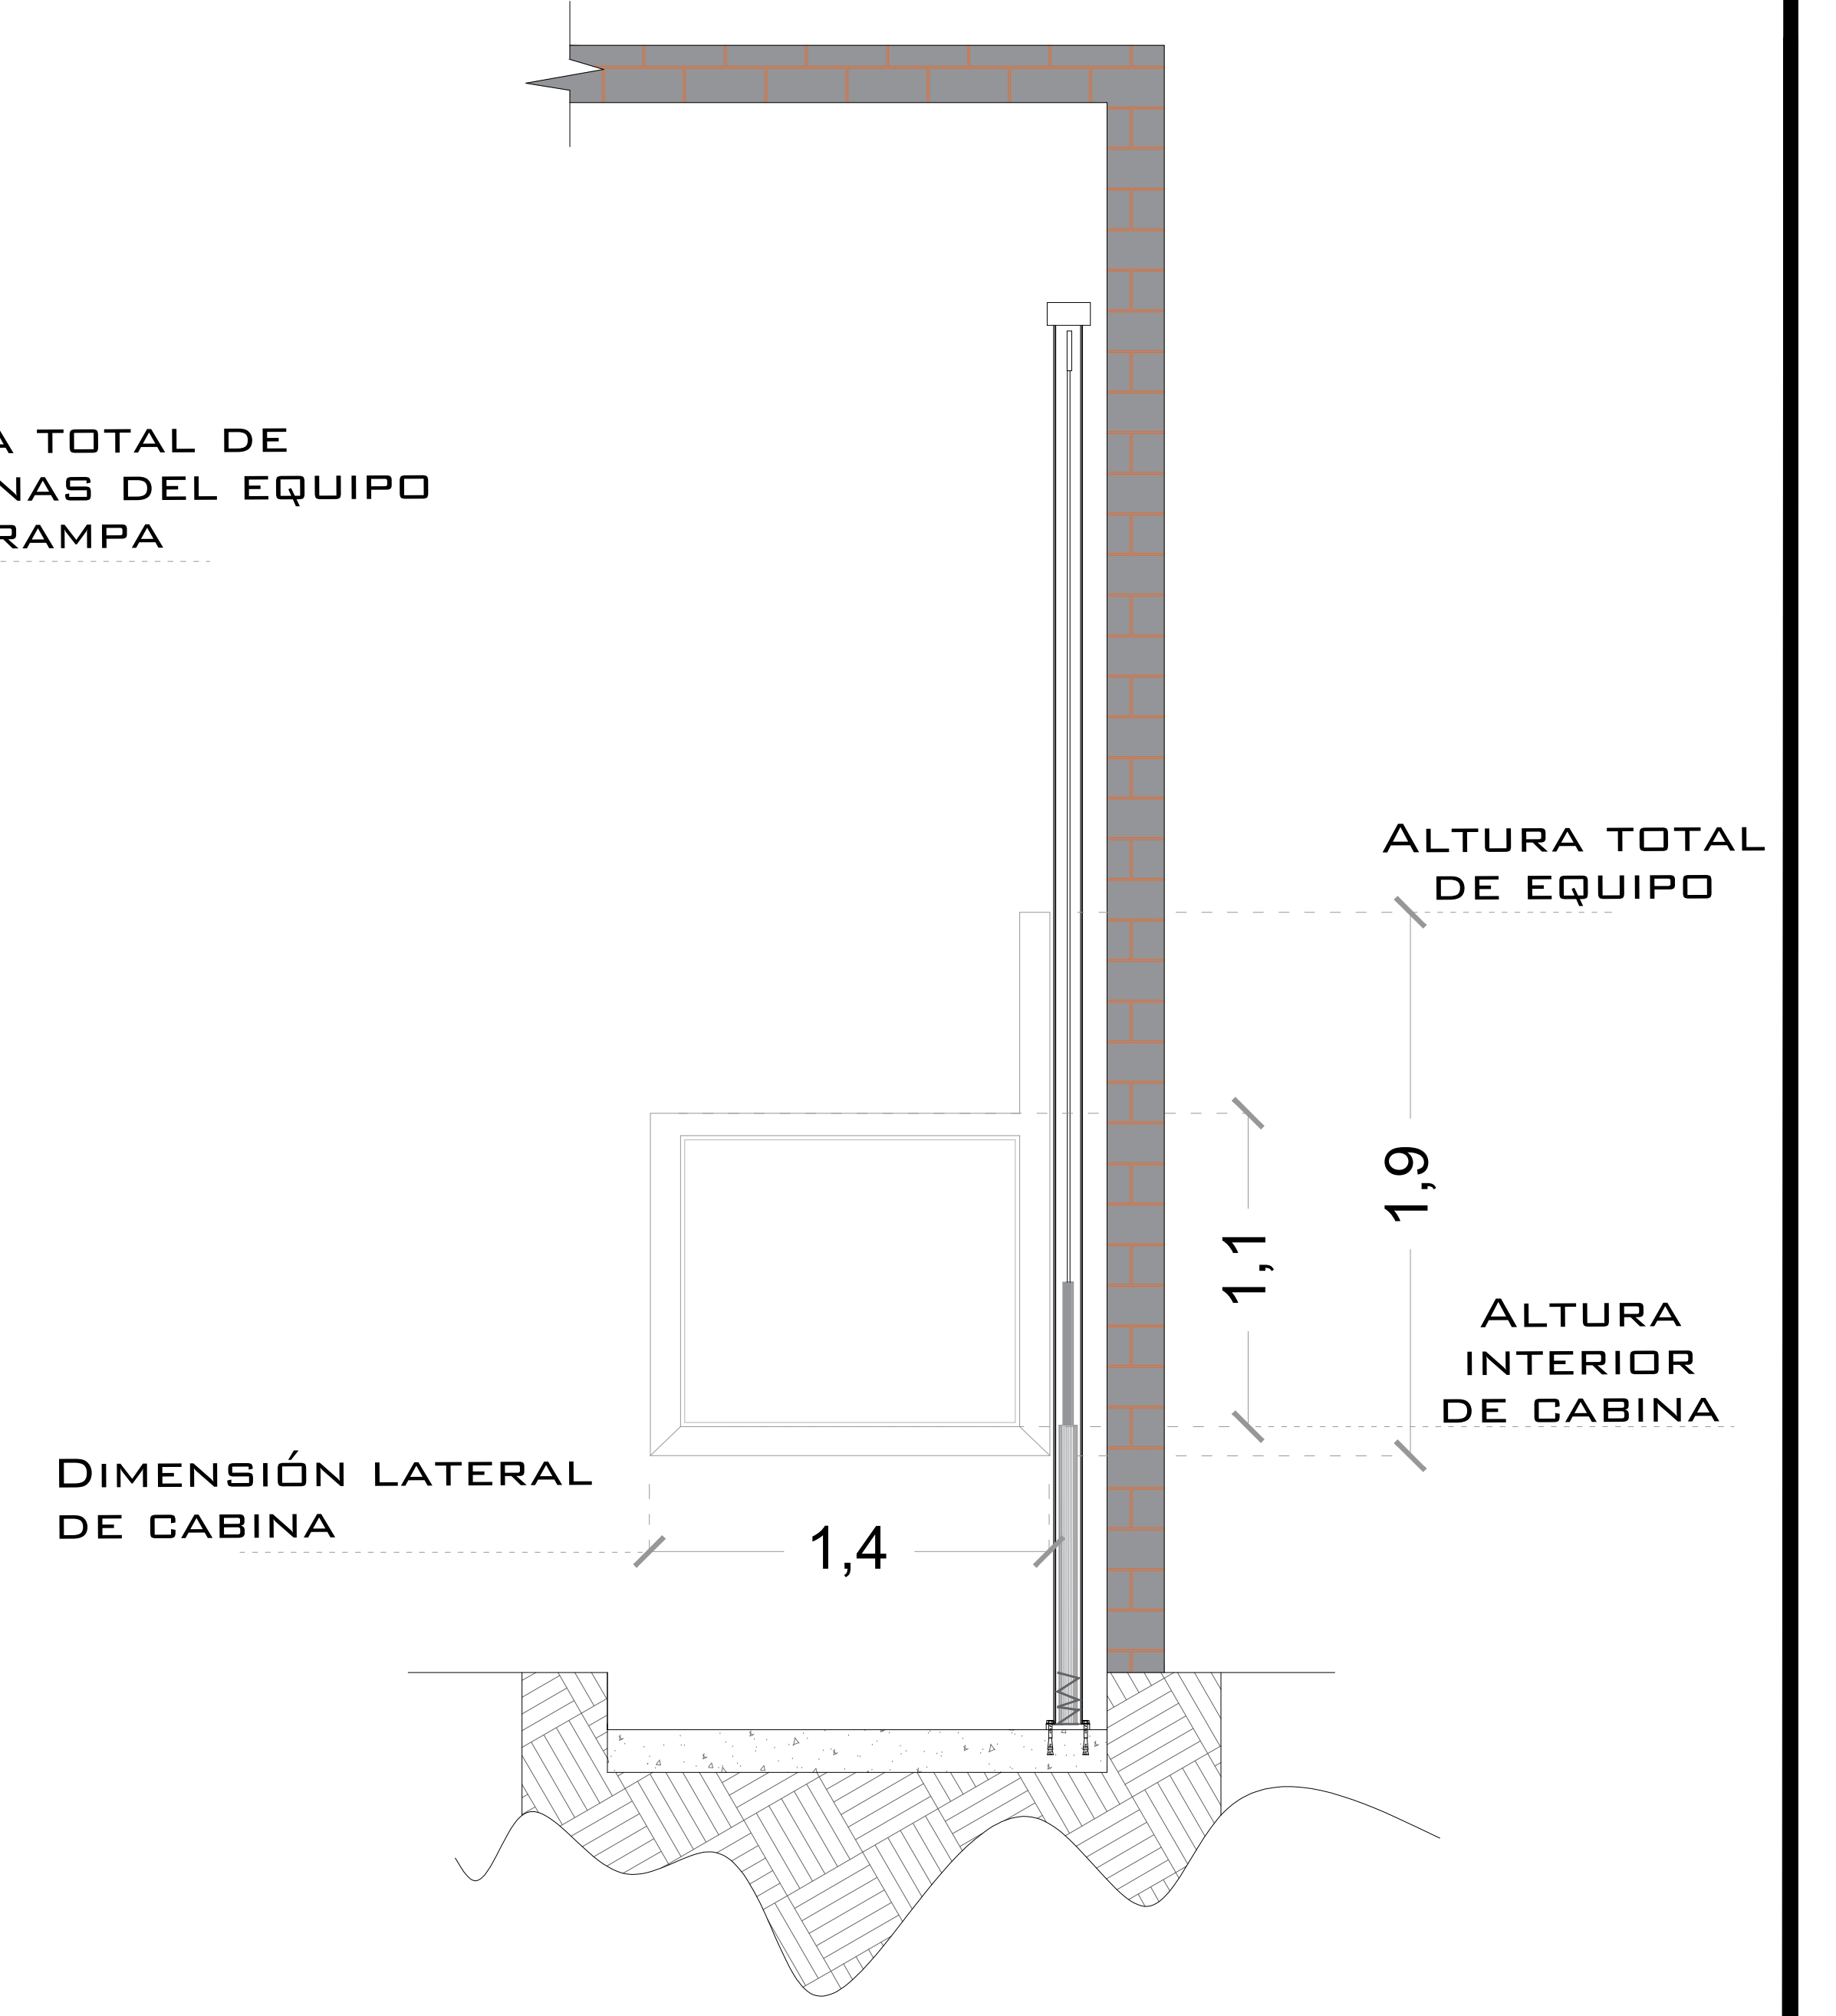 A TOTAL DE
NAS DEL EQUIPO
RAMPA
ALTURA TOTAL
DE EQUIPO
1,9
1,1
ALTURA
INTERIOR
DE CABINA
DIMENSIÓN LATERAL
DE CABINA
1,4